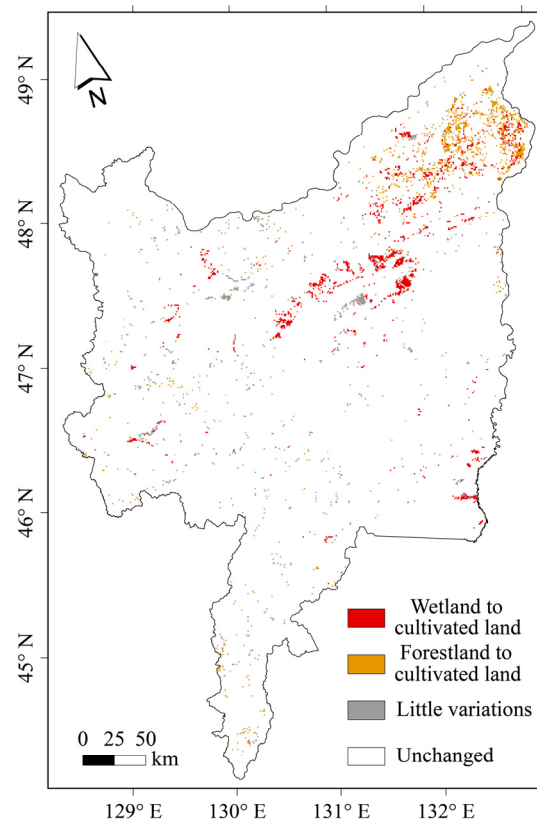 N
49° N
48° N
47° N
46° N
45° N
Wetland to
cultivated land
Forestland to
cultivated land
Little variations
Unchanged
0 25 50
km
129° E 130° E 131° E 132° E